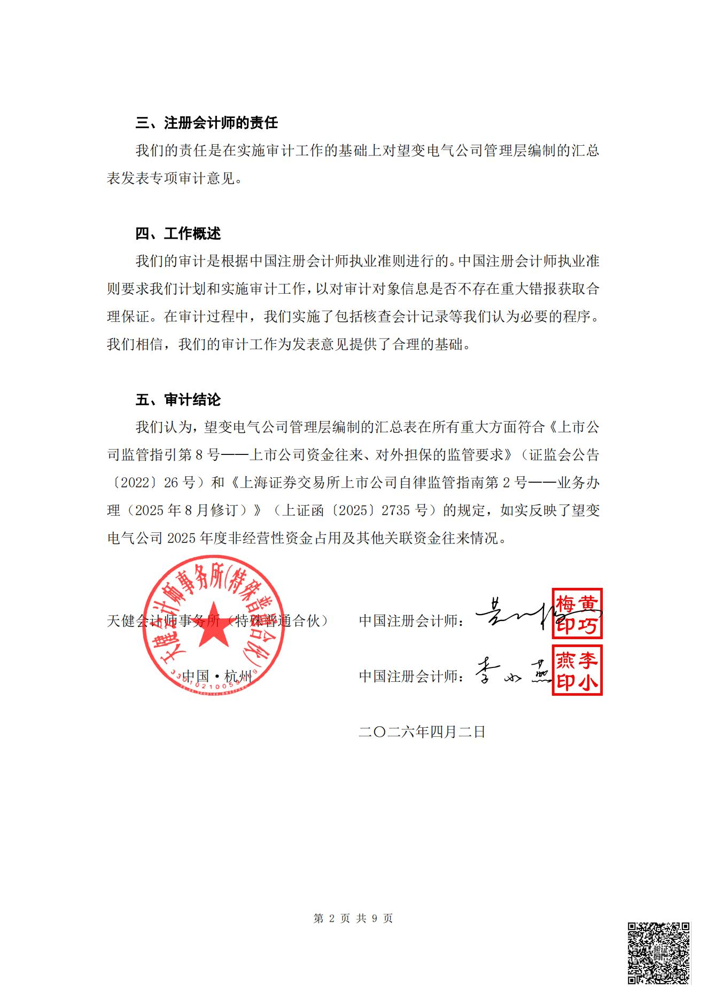 三、注册会计师的责任
我们的责任是在实施审计工作的基础上对望变电气公司管理层编制的汇总
表发表专项审计意见。
四、工作概述
我们的审计是根据中国注册会计师执业准则进行的。中国注册会计师执业准
则要求我们计划和实施审计工作，以对审计对象信息是否不存在重大错报获取合
理保证。在审计过程中，我们实施了包括核查会计记录等我们认为必要的程序。
我们相信，我们的审计工作为发表意见提供了合理的基础。
五、审计结论
我们认为，望变电气公司管理层编制的汇总表在所有重大方面符合《上市公
司监管指引第 8 号——上市公司资金往来、对外担保的监管要求》（证监会公告
〔2022〕26 号）和《上海证券交易所上市公司自律监管指南第 2 号——业务办
理（2025 年 8 月修订）》（上证函〔2025〕2735 号）的规定，如实反映了望变
电气公司 2025 年度非经营性资金占用及其他关联资金往来情况。
天健会计师事务所(特殊普通合伙)
天健会计师事务所（特殊普通合伙） 中国注册会计师：
黄巧梅印
中国·杭州 中国注册会计师：李小燕
李小燕印
二〇二六年四月二日
第 2 页 共 9 页
验证码